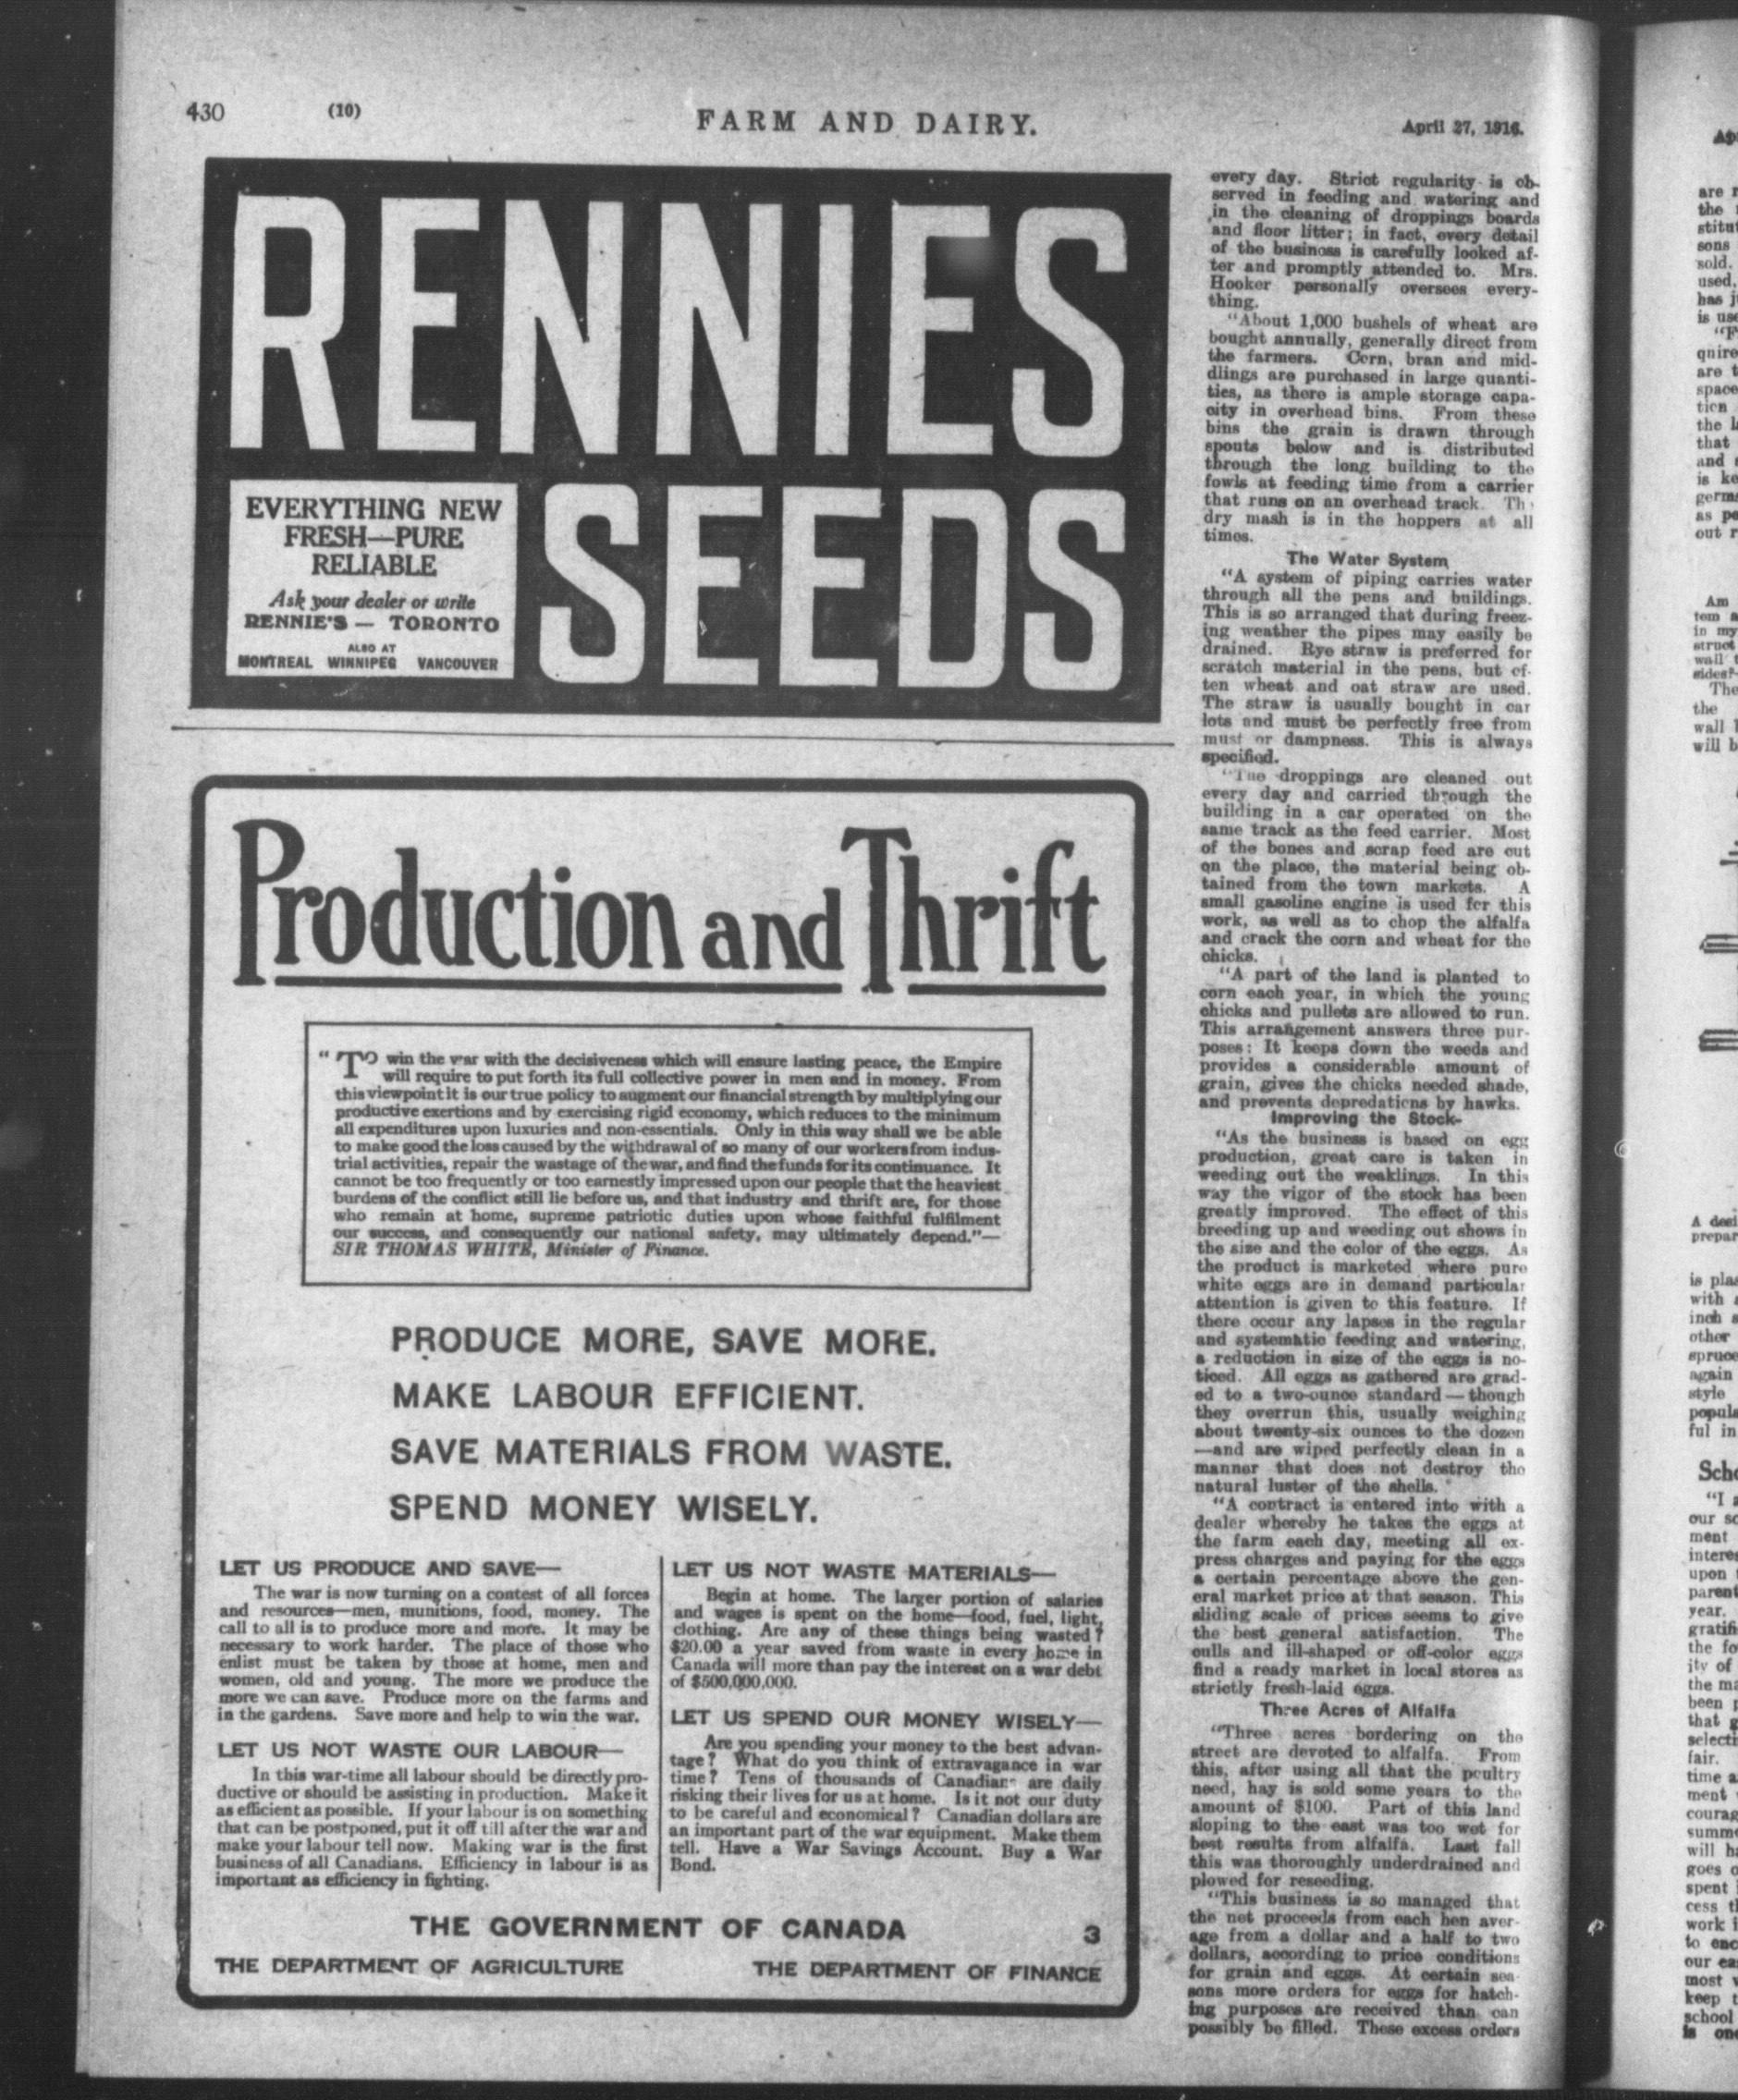 430 (10) FARM AND DAIRY. April 27, 1916.
RENNIES
SEEDS
EVERYTHING NEW
FRESH—PURE
RELIABLE
Ask your dealer or write
RENNIE'S — TORONTO
ALSO AT
MONTREAL WINNIPEG VANCOUVER
Production and Thrift
"TO win the war with the decisiveness which will ensure lasting peace, the Empire
will require to put forth its full collective power in men and in money. From
this viewpoint it is our true policy to augment our financial strength by multiplying our
productive exertions and by exercising rigid economy, which reduces to the minimum
all expenditures upon luxuries and non-essentials. Only in this way shall we be able
to make good the loss caused by the withdrawal of so many of our workers from indus-
trial activities, repair the wastage of the war, and find the funds for its continuance. It
cannot be too frequently or too earnestly impressed upon our people that the heaviest
burdens of the conflict still lie before us, and that industry and thrift are, for those
who remain at home, supreme patriotic duties upon whose faithful fulfilment
our success, and consequently our national safety, may ultimately depend."—
SIR THOMAS WHITE, Minister of Finance.
PRODUCE MORE, SAVE MORE.
MAKE LABOUR EFFICIENT.
SAVE MATERIALS FROM WASTE.
SPEND MONEY WISELY.
LET US PRODUCE AND SAVE—
The war is now turning on a contest of all forces
and resources—men, munitions, food, money. The
call to all is to produce more and more. It may be
necessary to work harder. The place of those who
enlist must be taken by those at home, men and
women, old and young. The more we produce the
more we can save. Produce more on the farms and
in the gardens. Save more and help to win the war.
LET US NOT WASTE OUR LABOUR—
In this war-time all labour should be directly pro-
ductive or should be assisting in production. Make it
as efficient as possible. If your labour is on something
that can be postponed, put it off till after the war and
make your labour tell now. Making war is the first
business of all Canadians. Efficiency in labour is as
important as efficiency in fighting.
LET US NOT WASTE MATERIALS—
Begin at home. The larger portion of salaries
and wages is spent on the home—food, fuel, light,
clothing. Are any of these things being wasted?
$20.00 a year saved from waste in every home in
Canada will more than pay the interest on a war debt
of $500,000,000.
LET US SPEND OUR MONEY WISELY—
Are you spending your money to the best advan-
tage? What do you think of extravagance in war
time? Tens of thousands of Canadians are daily
risking their lives for us at home. Is it not our duty
to be careful and economical? Canadian dollars are
an important part of the war equipment. Make them
tell. Have a War Savings Account. Buy a War
Bond.
THE GOVERNMENT OF CANADA 3
THE DEPARTMENT OF AGRICULTURE THE DEPARTMENT OF FINANCE
every day. Strict regularity is ob-
served in feeding and watering and
in the cleaning of droppings boards
and floor litter; in fact, every detail
of the business is carefully looked af-
ter and promptly attended to. Mrs.
Hooker personally oversees every-
thing.
"About 1,000 bushels of wheat are
bought annually, generally direct from
the farmers. Corn, bran and mid-
dlings are purchased in large quanti-
ties, as there is ample storage capa-
city in overhead bins. From these
bins the grain is drawn through
spouts below and is distributed
through the long building to the
fowls at feeding time from a carrier
that runs on an overhead track. Th
dry mash is in the hoppers at all
times.
The Water System
"A system of piping carries water
through all the pens and buildings.
This is so arranged that during freez-
ing weather the pipes may easily be
drained. Rye straw is preferred for
scratch material in the pens, but of-
ten wheat and oat straw are used.
The straw is usually bought in car
lots and must be perfectly free from
must or dampness. This is always
specified.
"The droppings are cleaned out
every day and carried through the
building in a car operated on the
same track as the feed carrier. Most
of the bones and scrap feed are cut
on the place, the material being ob-
tained from the town markets. A
small gasoline engine is used for this
work, as well as to chop the alfalfa
and crack the corn and wheat for the
chicks.
"A part of the land is planted to
corn each year, in which the young
chicks and pullets are allowed to run.
This arrangement answers three pur-
poses: It keeps down the weeds and
provides a considerable amount of
grain, gives the chicks needed shade,
and prevents depredations by hawks.
Improving the Stock-
"As the business is based on egg
production, great care is taken in
weeding out the weaklings. In this
way the vigor of the stock has been
greatly improved. The effect of this
breeding up and weeding out shows in
the size and the color of the eggs. As
the product is marketed where pure
white eggs are in demand particular
attention is given to this feature. If
there occur any lapses in the regular
and systematic feeding and watering,
a reduction in size of the eggs is no-
ticed. All eggs as gathered are grad-
ed to a two-ounce standard—though
they overrun this, usually weighing
about twenty-six ounces to the dozen
—and are wiped perfectly clean in a
manner that does not destroy the
natural luster of the shells.
"A contract is entered into with a
dealer whereby he takes the eggs at
the farm each day, meeting all ex-
press charges and paying for the eggs
a certain percentage above the gen-
eral market price at that season. This
sliding scale of prices seems to give
the best general satisfaction. The
culls and ill-shaped or off-color eggs
find a ready market in local stores as
strictly fresh-laid eggs.
Three Acres of Alfalfa
"Three acres bordering on the
street are devoted to alfalfa. From
this, after using all that the poultry
need, hay is sold some years to the
amount of $100. Part of this land
sloping to the east was too wet for
best results from alfalfa. Last fall
this was thoroughly underdrained and
plowed for reseeding.
"This business is so managed that
the net proceeds from each hen aver-
age from a dollar and a half to two
dollars, according to price conditions
for grain and eggs. At certain sea-
sons more orders for eggs for hatch-
ing purposes are received than can
possibly be filled. These excess orders